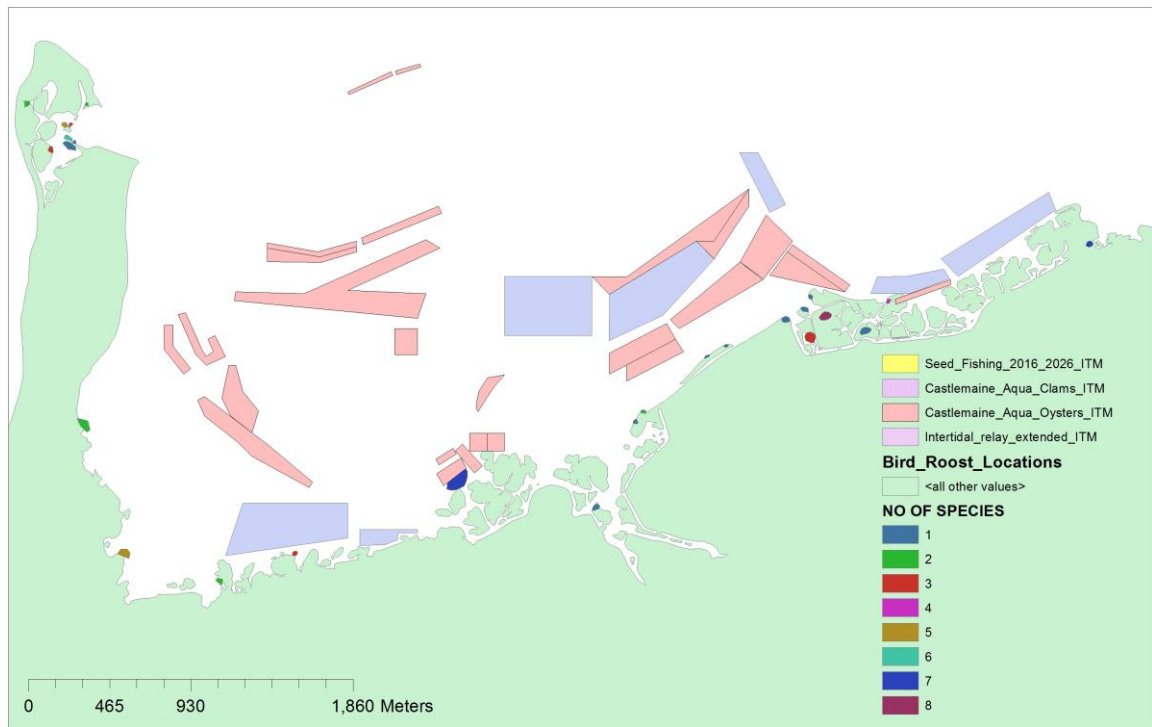 Seed_Fishing_2016_2026_ITM
Castlemaine_Aqua_Clams_ITM
Castlemaine_Aqua_Oysters_ITM
Intertidal_relay_extended_ITM
Bird_Roost_Locations
<all other values>
NO OF SPECIES
1
2
3
4
5
6
7
8
0 465 930 1,860 Meters